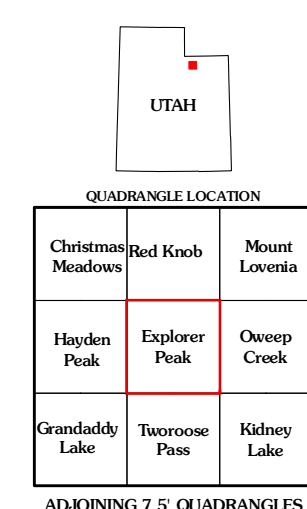 UTAH
QUADRANGLE LOCATION
Christmas Meadows
Red Knob
Mount Lovenia
Hayden Peak
Explorer Peak
Oweep Creek
Grandaddy Lake
Tworoose Pass
Kidney Lake
ADJOINING 7.5' QUADRANGLES